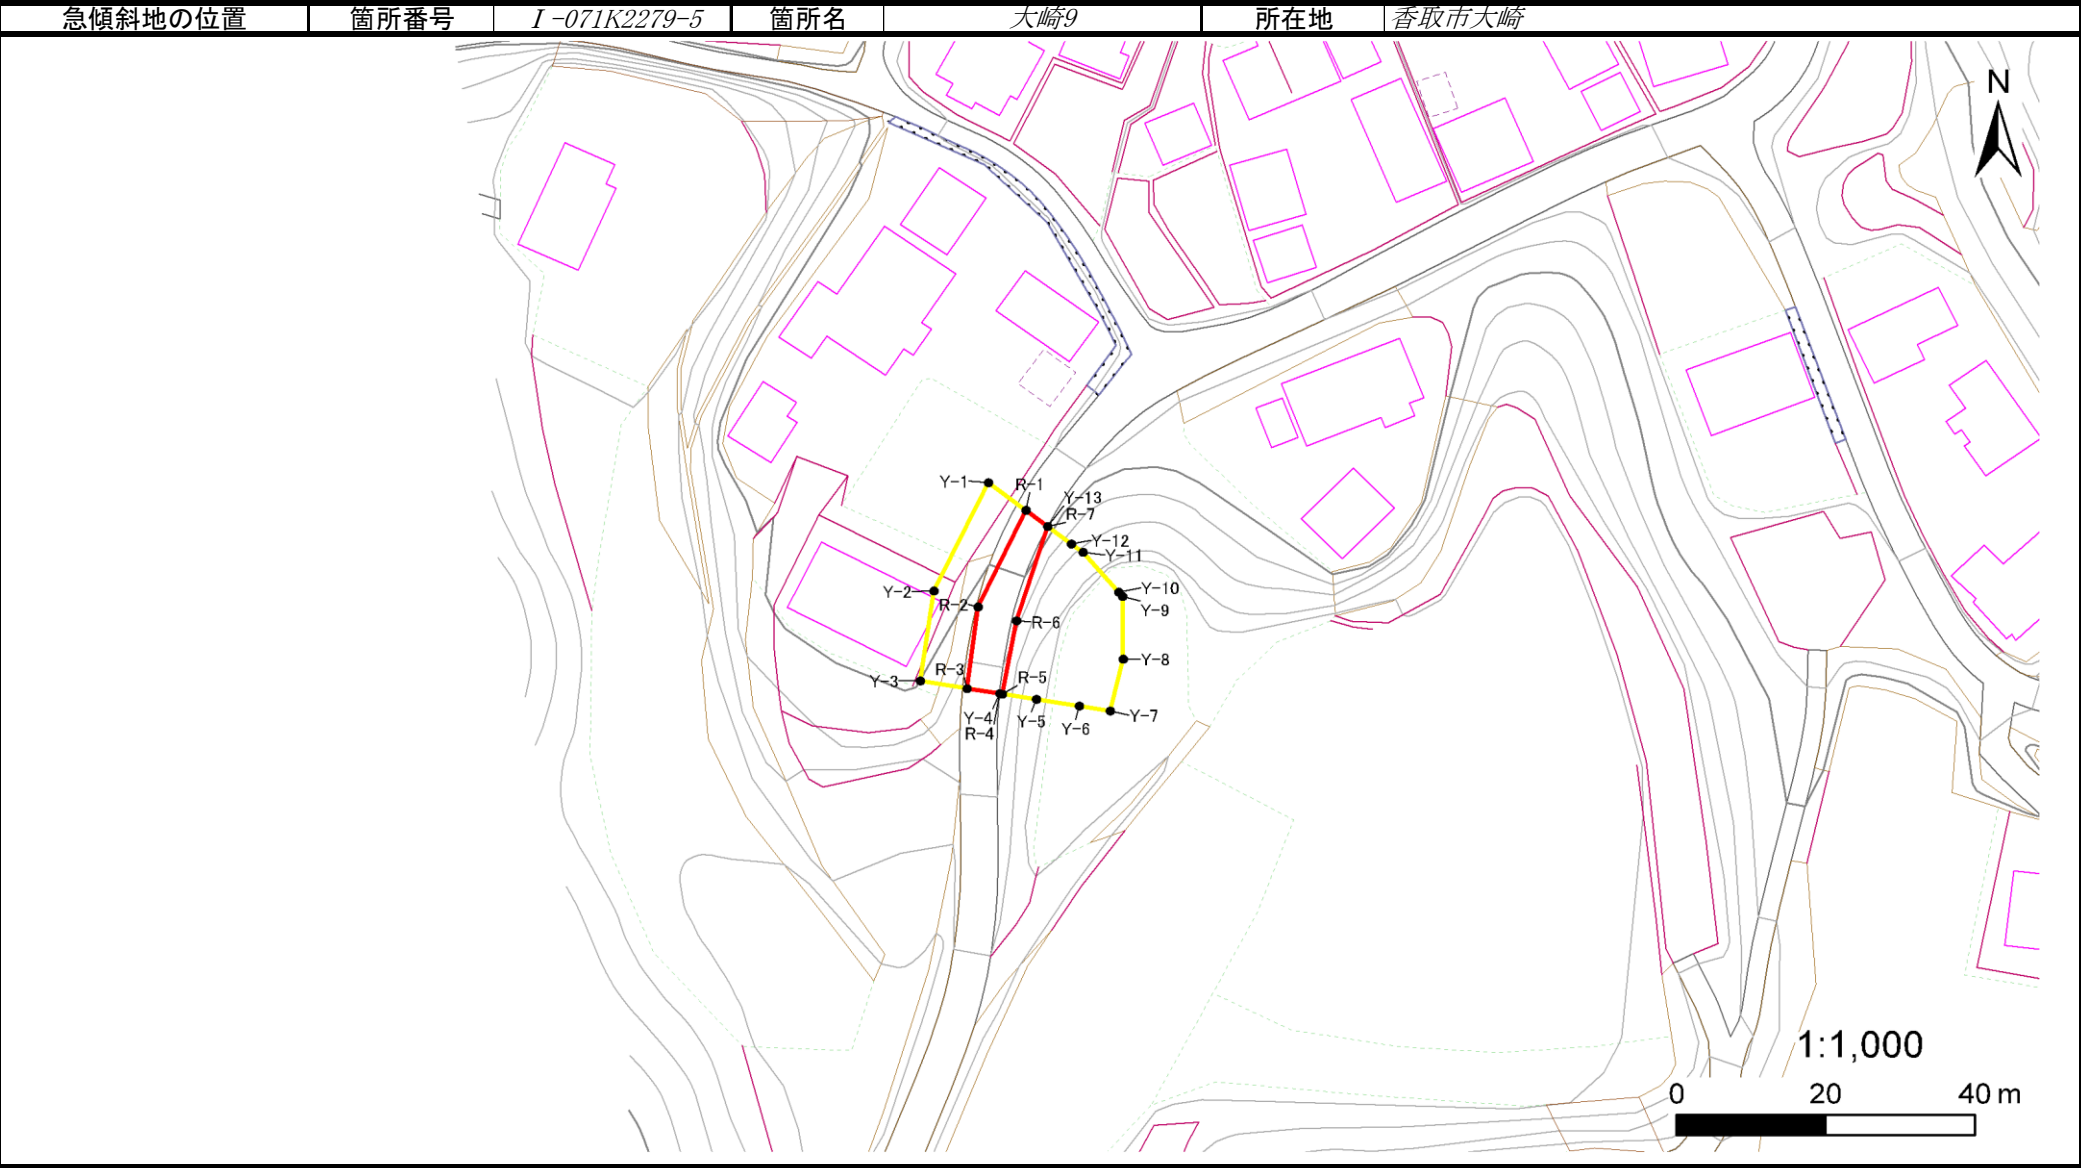 急傾斜地の位置 箇所番号 Ⅰ-071K2279-5 箇所名 大崎9 所在地 香取市大崎
N
Y-1
R-1
Y-13
R-7
Y-12
Y-11
Y-10
Y-9
Y-2
R-2
R-6
Y-8
R-3
Y-3
R-5
Y-4
R-4
Y-5
Y-6
Y-7
1:1,000
0 20 40 m